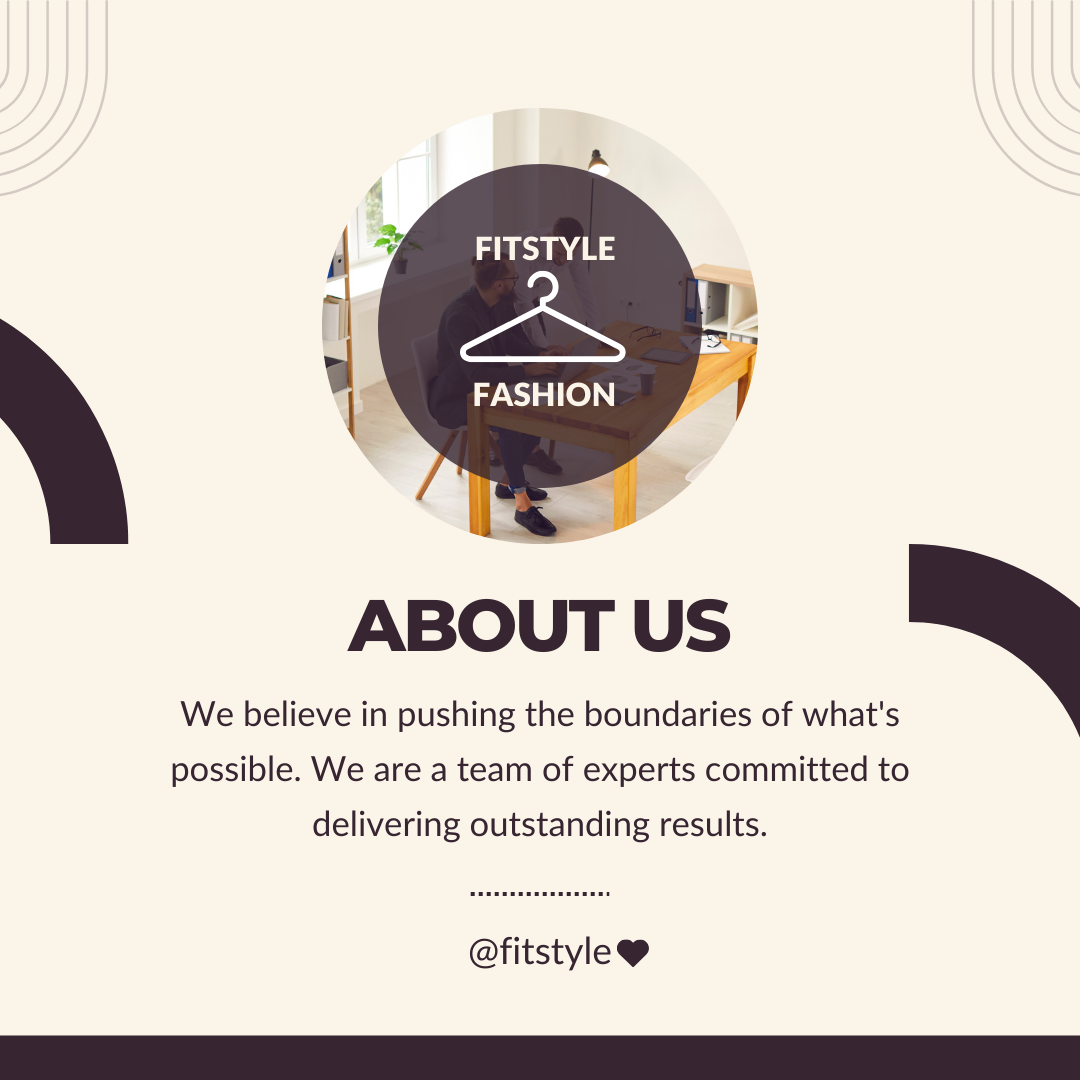 FITSTYLE
FASHION
ABOUT US
We believe in pushing the boundaries of what's
possible. We are a team of experts committed to
delivering outstanding results.
@fitstyle